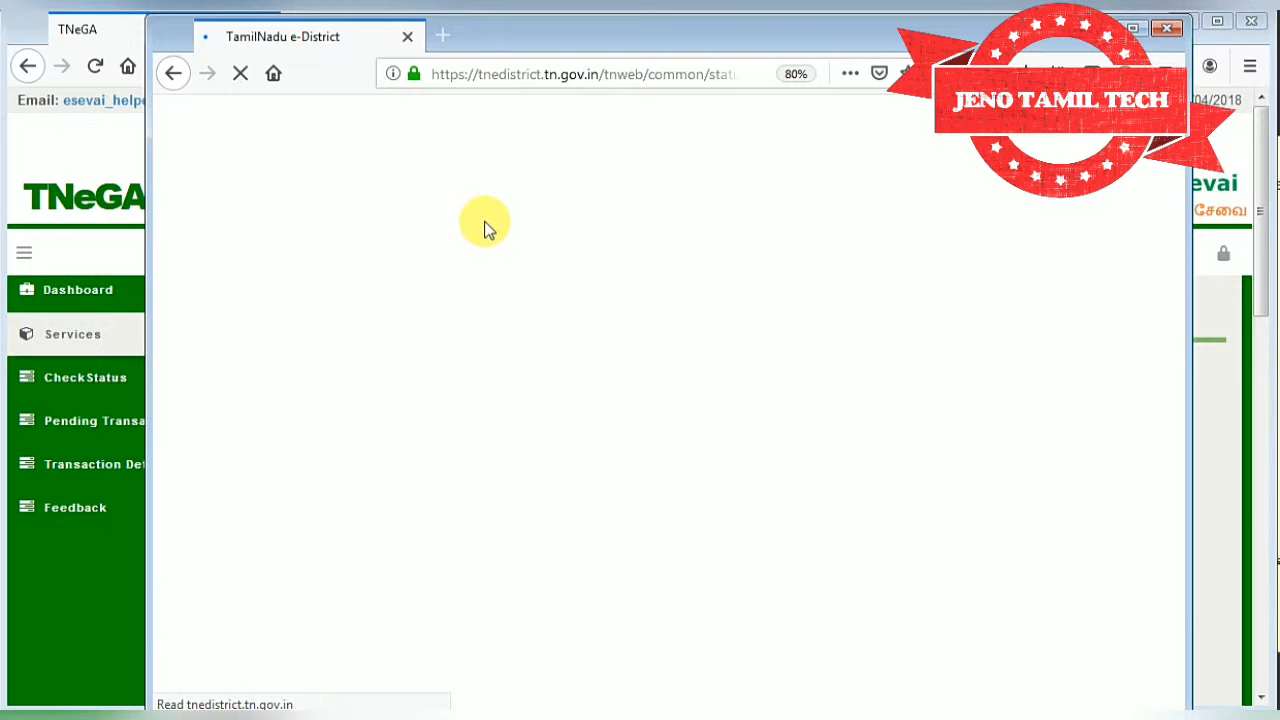 TNeGA
TamilNadu e-District
https://tnedistrict.tn.gov.in/tnweb/common/stat
80%
Email: esevai_helpe
04/2018
JENO TAMIL TECH
TNeGA
evai
சேவை
Dashboard
Services
CheckStatus
Pending Transa
Transaction Det
Feedback
Read tnedistrict.tn.gov.in